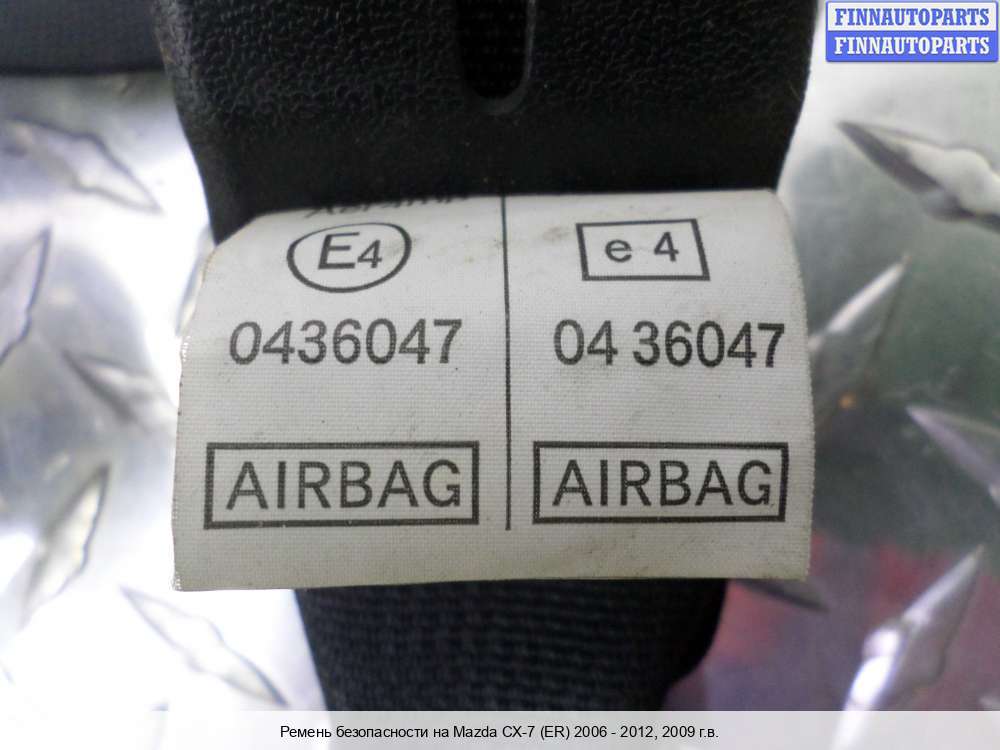 FINNAUTOPARTS
FINNAUTOPARTS
E4
e 4
0436047
04 36047
AIRBAG
AIRBAG
Ремень безопасности на Mazda CX-7 (ER) 2006 - 2012, 2009 г.в.